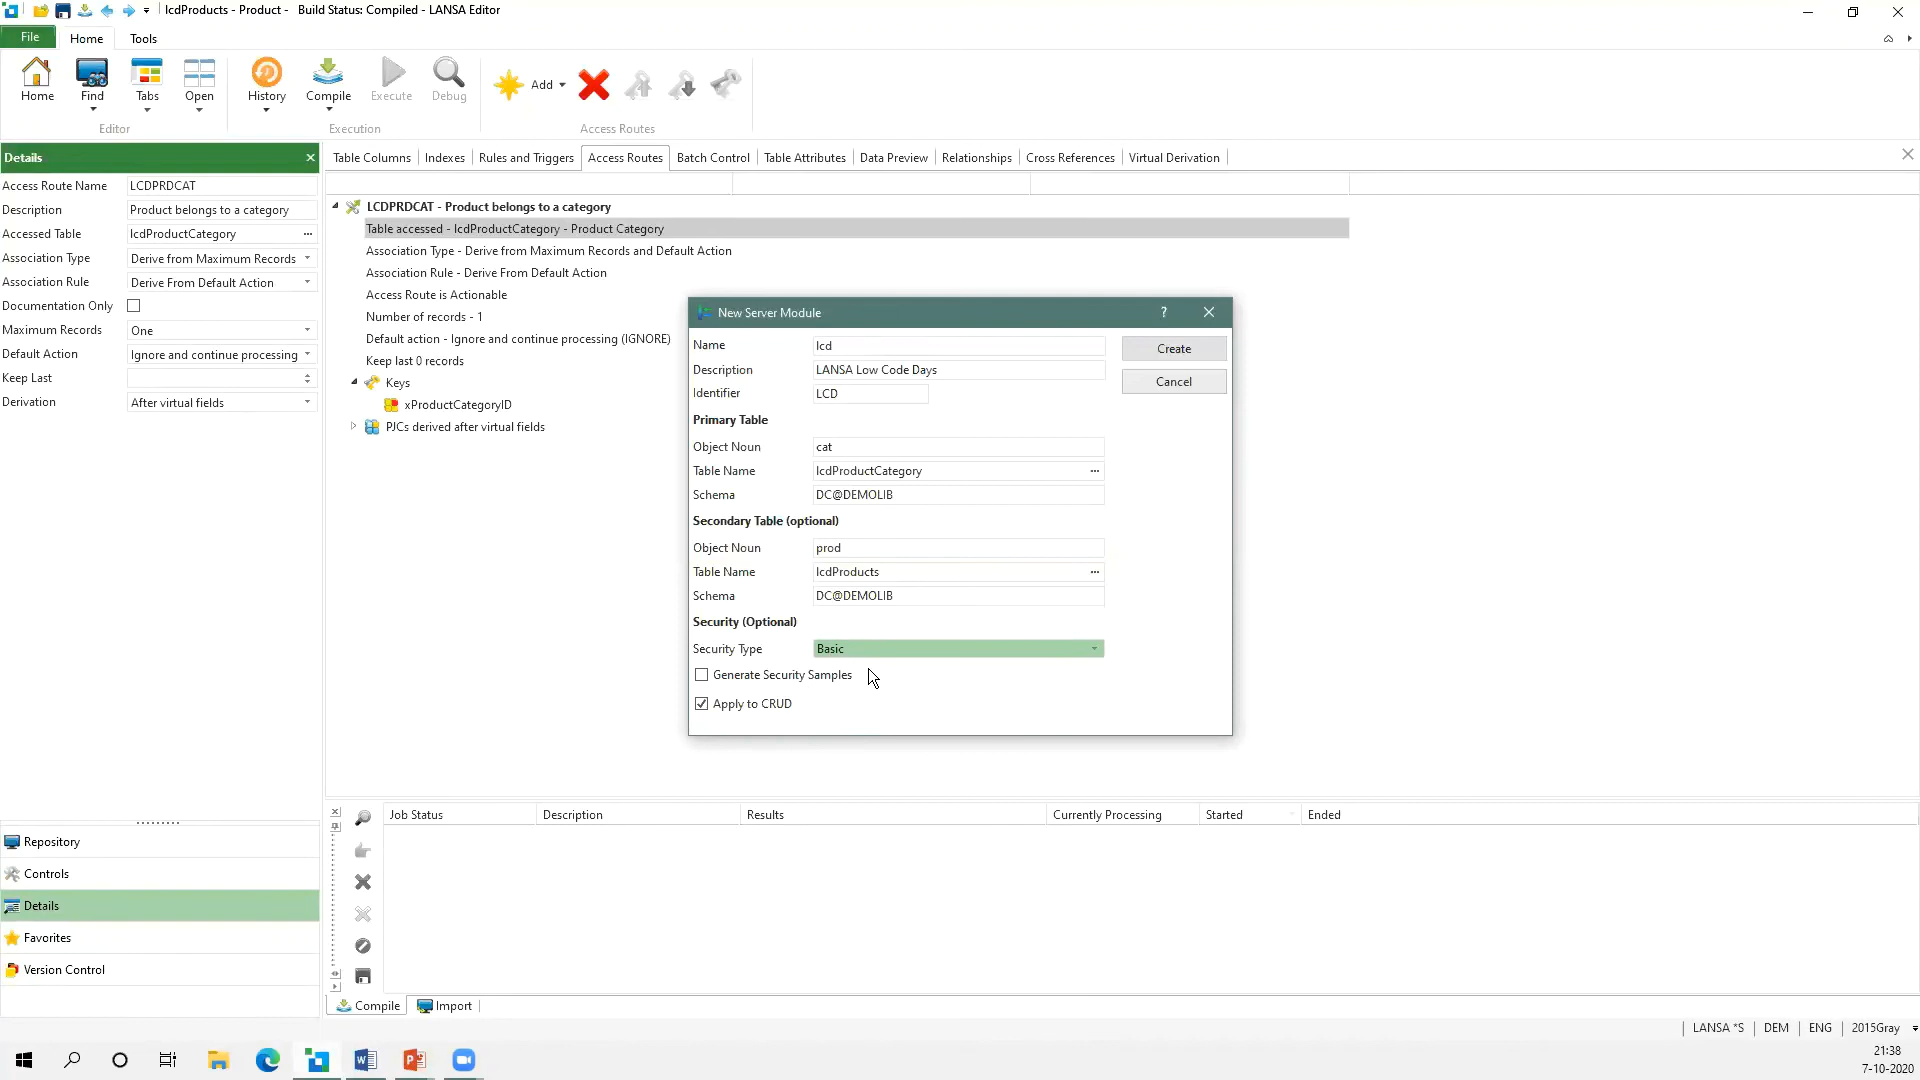 lcdProducts - Product - Build Status: Compiled - LANSA Editor
File Home Tools
Home Find Tabs Open History Compile Execute Debug Add
Editor Execution Access Routes
Details
Access Route Name LCDPRDCAT
Description Product belongs to a category
Accessed Table lcdProductCategory ...
Association Type Derive from Maximum Records
Association Rule Derive From Default Action
Documentation Only
Maximum Records One
Default Action Ignore and continue processing
Keep Last
Derivation After virtual fields
Repository
Controls
Details
Favorites
Version Control
Table Columns Indexes Rules and Triggers Access Routes Batch Control Table Attributes Data Preview Relationships Cross References Virtual Derivation
LCDPRDCAT - Product belongs to a category
Table accessed - lcdProductCategory - Product Category
Association Type - Derive from Maximum Records and Default Action
Association Rule - Derive From Default Action
Access Route is Actionable
Number of records - 1
Default action - Ignore and continue processing (IGNORE)
Keep last 0 records
Keys
xProductCategoryID
PJCs derived after virtual fields
New Server Module ?
Name lcd Create
Description LANSA Low Code Days Cancel
Identifier LCD
Primary Table
Object Noun cat
Table Name lcdProductCategory ...
Schema DC@DEMOLIB
Secondary Table (optional)
Object Noun prod
Table Name lcdProducts ...
Schema DC@DEMOLIB
Security (Optional)
Security Type Basic
Generate Security Samples
Apply to CRUD
Job Status Description Results Currently Processing Started Ended
Compile Import
LANSA *S DEM ENG 2015Gray
21:38
7-10-2020